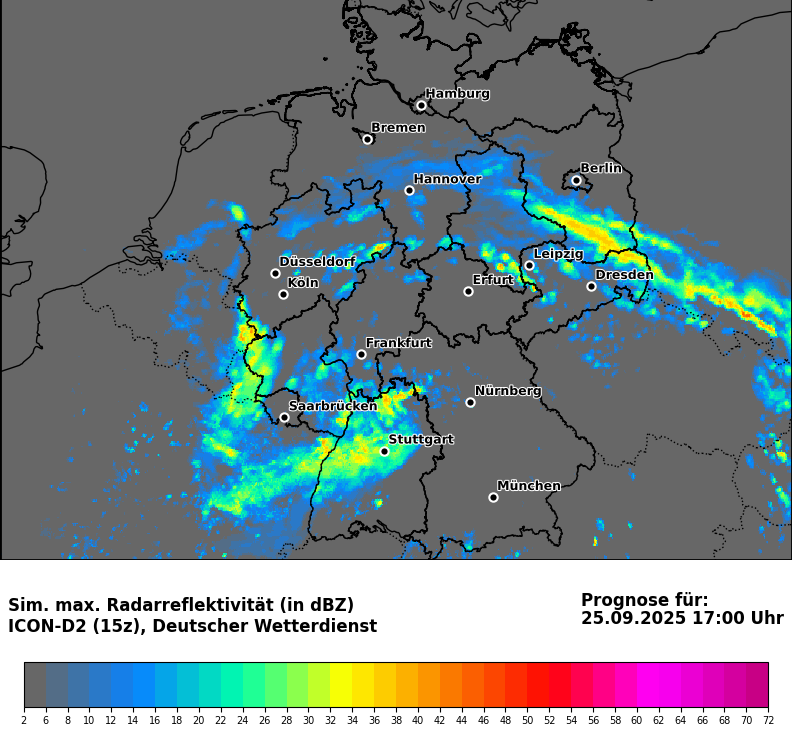 Hamburg
Bremen
Berlin
Hannover
Leipzig
Düsseldorf
Dresden
Erfurt
Köln
Frankfurt
Nürnberg
Saarbrücken
Stuttgart
München
Sim. max. Radarreflektivität (in dBZ)
ICON-D2 (15z), Deutscher Wetterdienst
Prognose für:
25.09.2025 17:00 Uhr
2 6 8 10 12 14 16 18 20 22 24 26 28 30 32 34 36 38 40 42 44 46 48 50 52 54 56 58 60 62 64 66 68 70 72